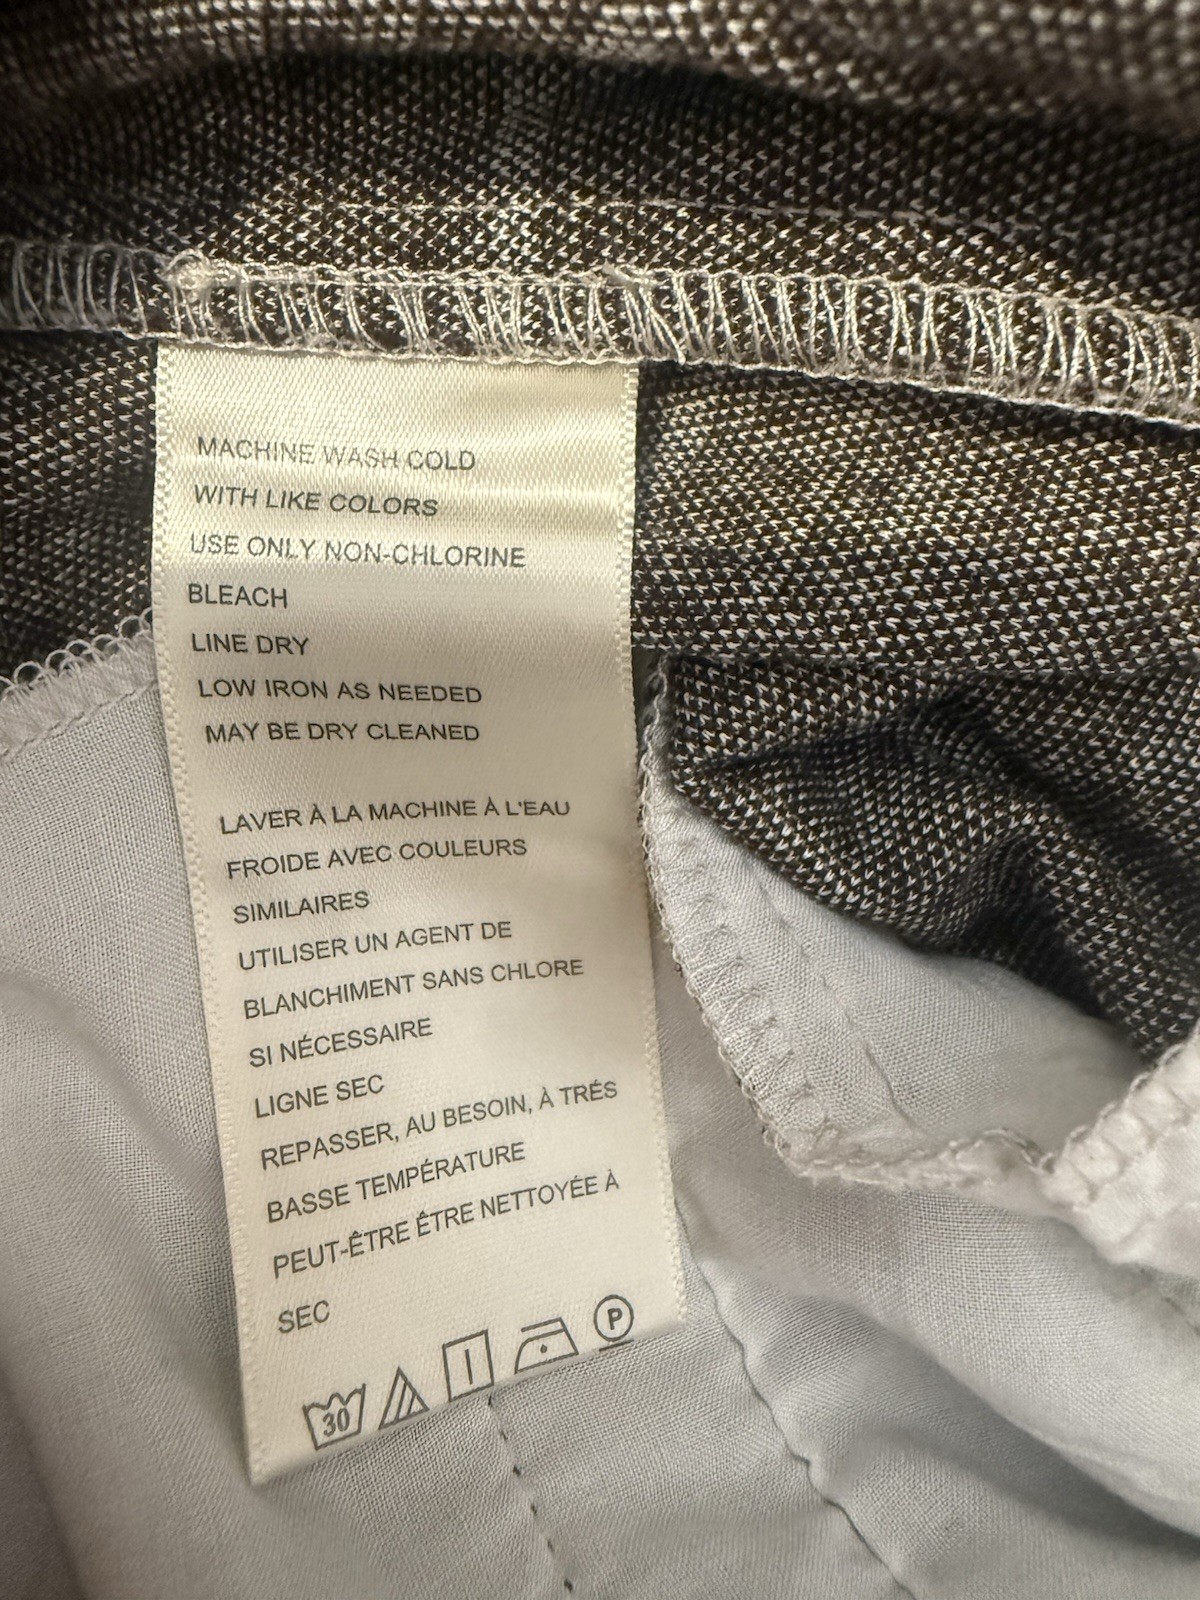 MACHINE WASH COLD
WITH LIKE COLORS
USE ONLY NON-CHLORINE
BLEACH
LINE DRY
LOW IRON AS NEEDED
MAY BE DRY CLEANED
LAVER À LA MACHINE À L'EAU
FROIDE AVEC COULEURS
SIMILAIRES
UTILISER UN AGENT DE
BLANCHIMENT SANS CHLORE
SI NÉCESSAIRE
LIGNE SEC
REPASSER, AU BESOIN, À TRÉS
BASSE TEMPÉRATURE
PEUT-ÊTRE ÊTRE NETTOYÉE À
SEC
30 P